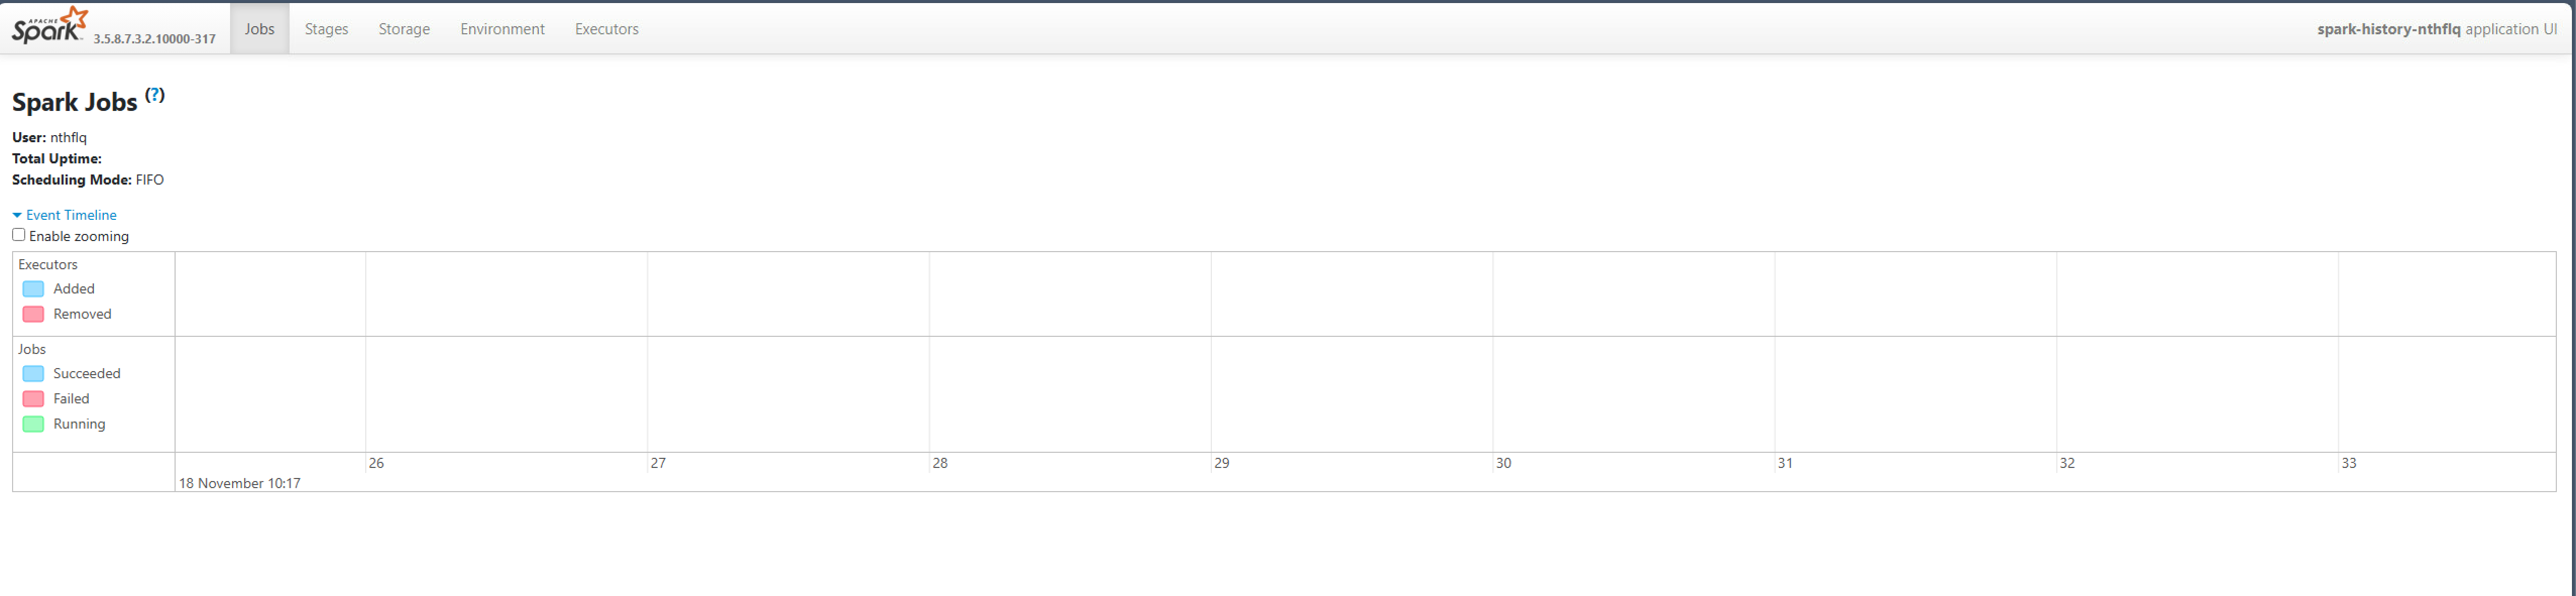 APACHE Spark 3.5.8.7.3.2.10000-317 Jobs Stages Storage Environment Executors spark-history-nthflq application UI
Spark Jobs (?)
User: nthflq
Total Uptime:
Scheduling Mode: FIFO
Event Timeline
Enable zooming
Executors
Added
Removed
Jobs
Succeeded
Failed
Running
26 27 28 29 30 31 32 33
18 November 10:17